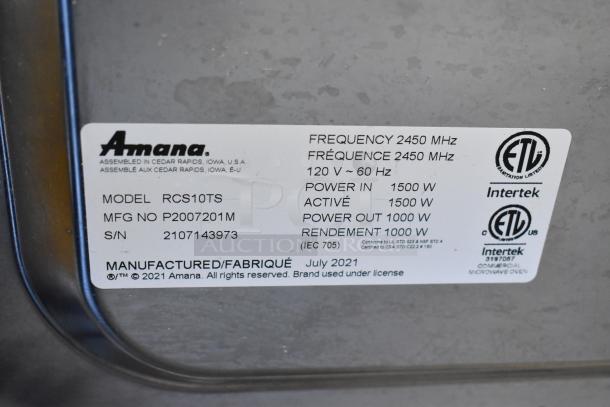 Amana.
ASSEMBLED IN CEDAR RAPIDS, IOWA, U.S.A.
ASSEMBLÉ AUX CEDAR RAPIDS, IOWA, É-U
MODEL RCS10TS
MFG NO P2007201M
S/N 2107143973
FREQUENCY 2450 MHz
FRÉQUENCE 2450 MHz
120 V ~ 60 Hz
POWER IN 1500 W
ACTIVÉ 1500 W
POWER OUT 1000 W
RENDEMENT 1000 W
(IEC 705)
MANUFACTURED/FABRIQUÉ July 2021
®/™ © 2021 Amana. All rights reserved. Brand used under license
ETL
SANITATION LISTED
Intertek
C ETL US
Intertek
3197067
COMMERCIAL
MICROWAVE OVEN